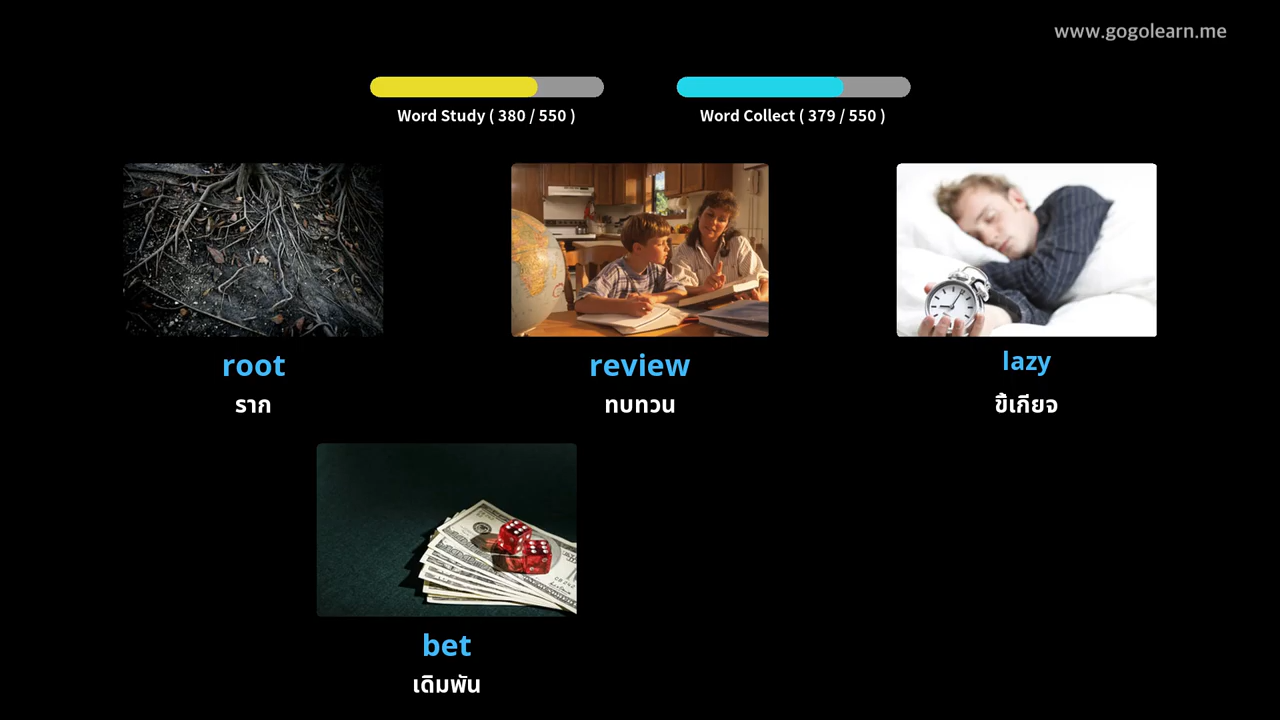 www.gogolearn.me
Word Study ( 380 / 550 )
Word Collect ( 379 / 550 )
root
ราก
review
ทบทวน
lazy
ขี้เกียจ
bet
เดิมพัน